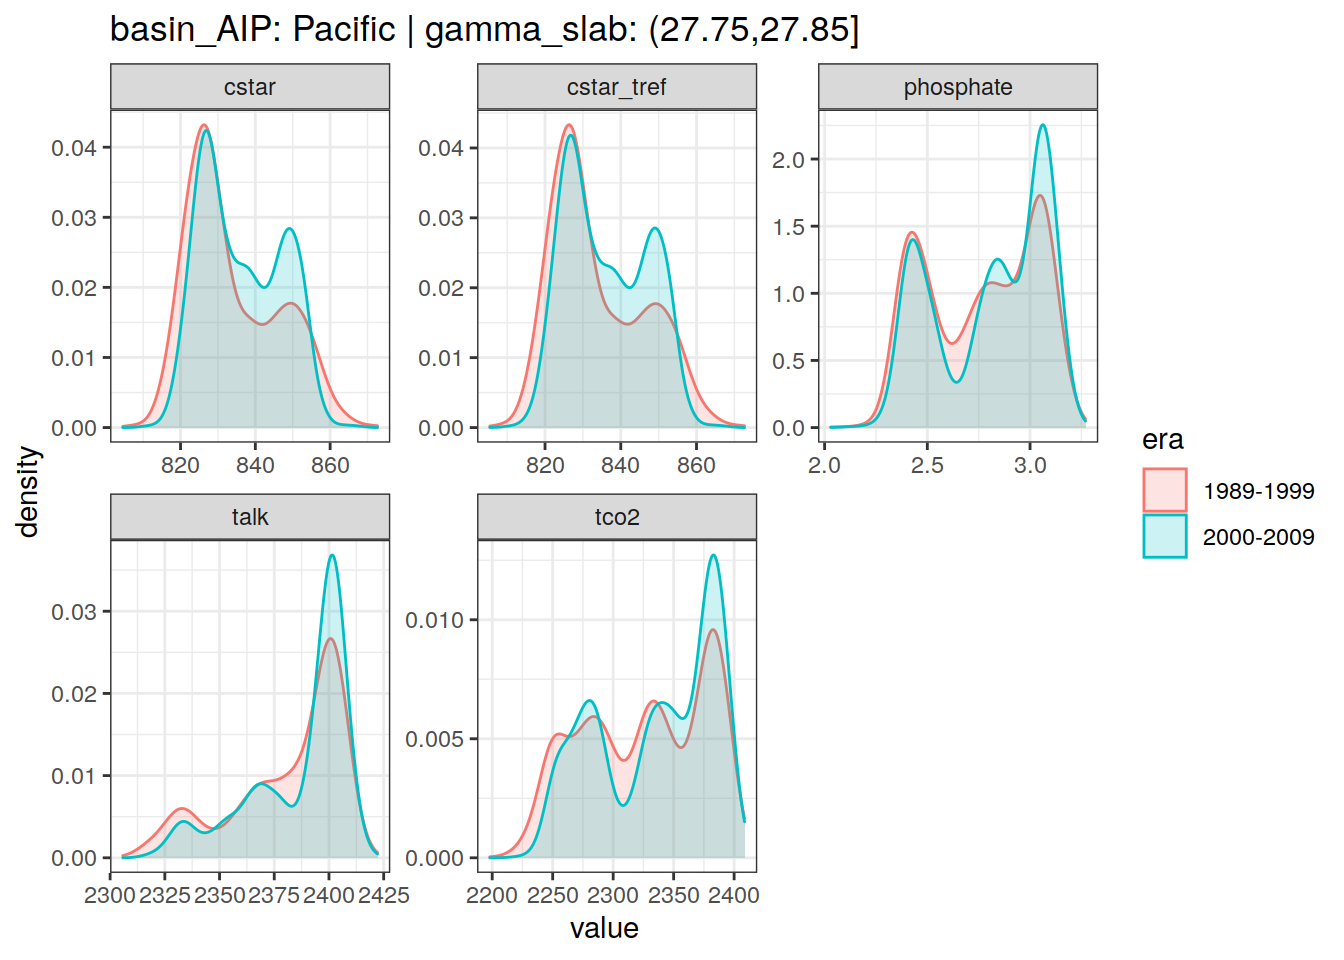 basin_AIP: Pacific | gamma_slab: (27.75,27.85]
cstar
cstar_tref
phosphate
0.04
0.03
0.02
0.01
0.00
820 840 860
0.04
0.03
0.02
0.01
0.00
820 840 860
2.0
1.5
1.0
0.5
0.0
2.0 2.5 3.0
talk
tco2
0.03
0.02
0.01
0.00
2300 2325 2350 2375 2400 2425
0.010
0.005
0.000
2200 2250 2300 2350 2400
density
value
era
1989-1999
2000-2009